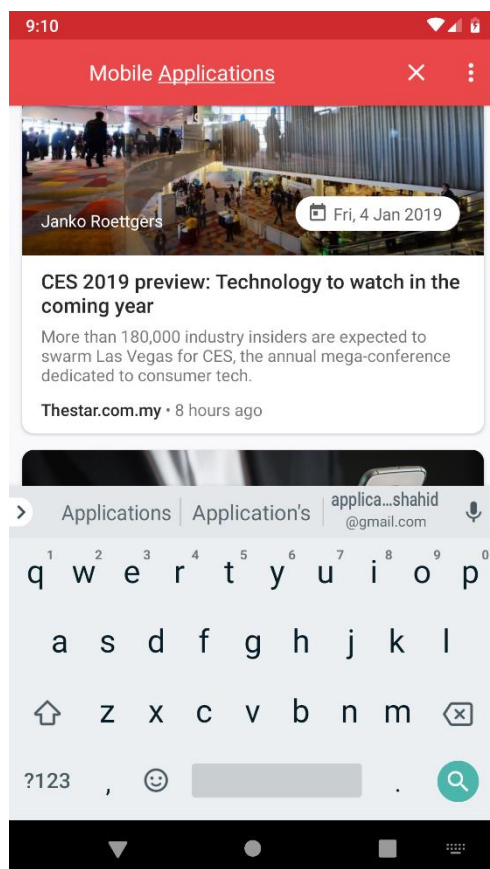 9:10
Mobile Applications
Janko Roettgers
Fri, 4 Jan 2019
CES 2019 preview: Technology to watch in the
coming year
More than 180,000 industry insiders are expected to
swarm Las Vegas for CES, the annual mega-conference
dedicated to consumer tech.
Thestar.com.my • 8 hours ago
Applications Application's applica...shahid
@gmail.com
1 2 3 4 5 6 7 8 9 0
q w e r t y u i o p
a s d f g h j k l
z x c v b n m
?123 , .